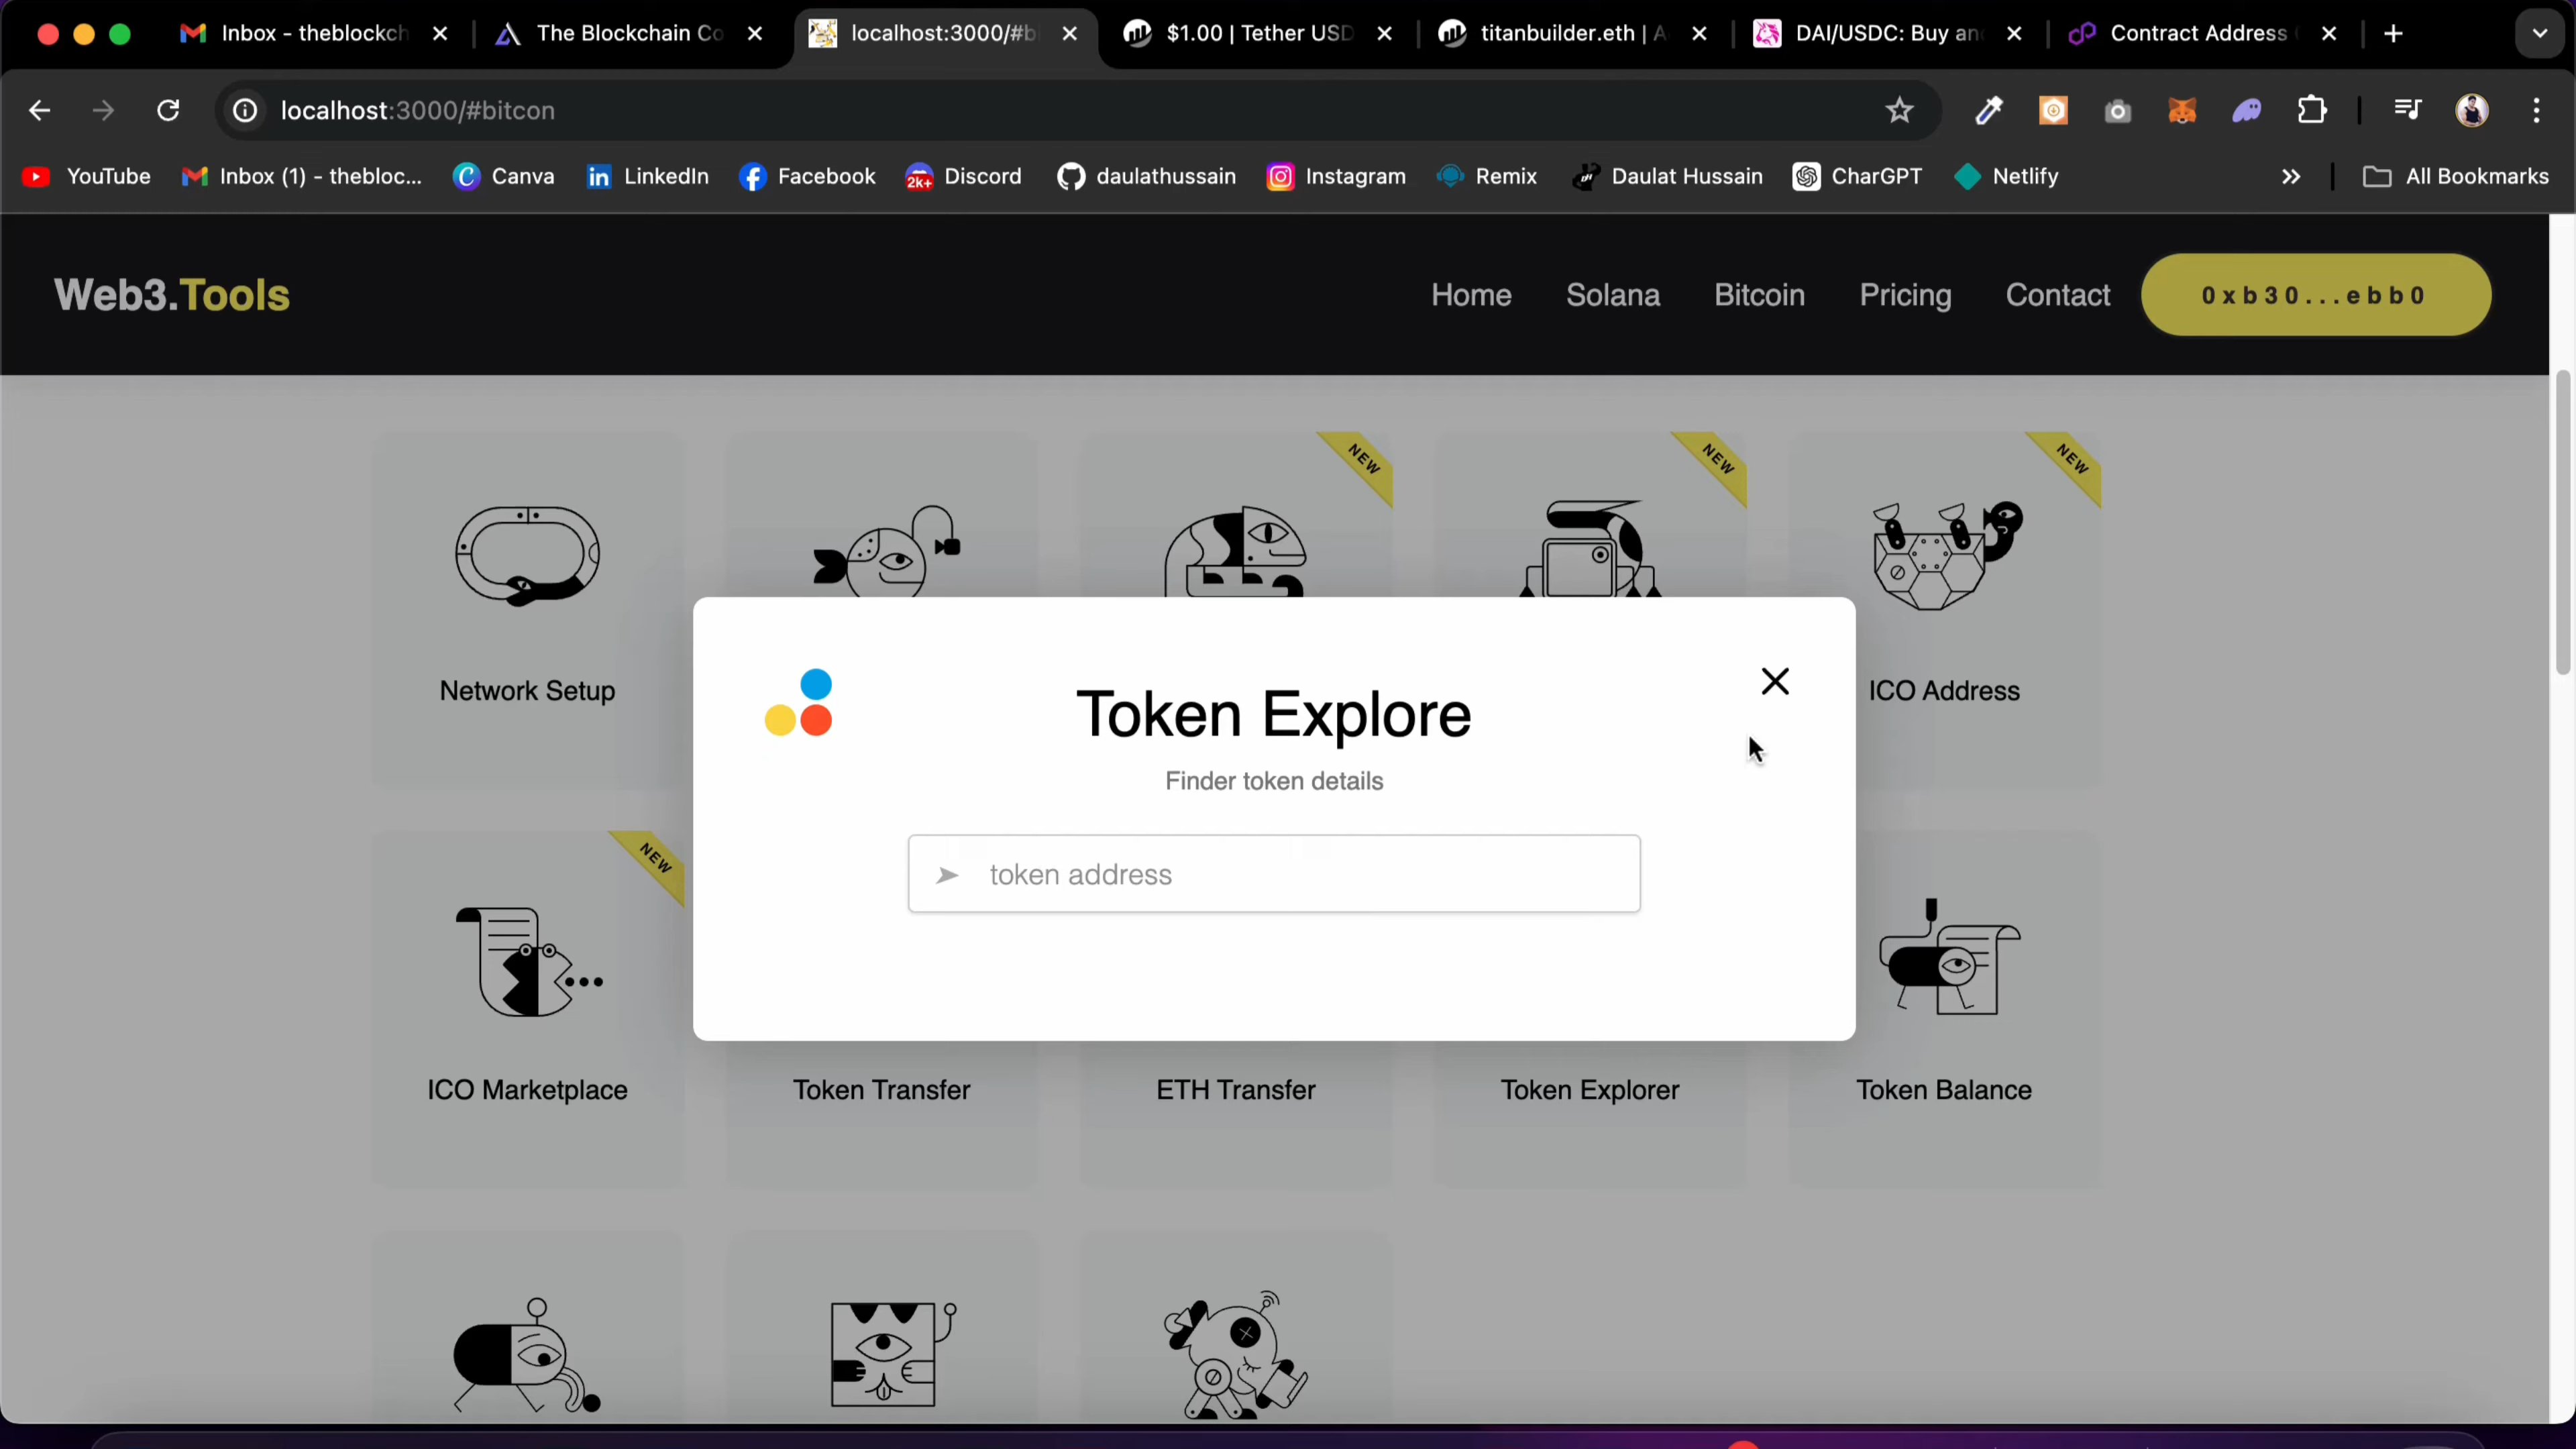 Inbox - theblockch
The Blockchain Co
localhost:3000/#b
$1.00 | Tether USD
titanbuilder.eth | A
DAI/USDC: Buy an
Contract Address
localhost:3000/#bitcon
YouTube
Inbox (1) - thebloc...
Canva
LinkedIn
Facebook
2k+
Discord
daulathussain
Instagram
Remix
Daulat Hussain
CharGPT
Netlify
All Bookmarks
Web3.Tools
Home
Solana
Bitcoin
Pricing
Contact
0xb30...ebb0
NEW
NEW
NEW
Network Setup
ICO Address
Token Explore
Finder token details
token address
NEW
ICO Marketplace
Token Transfer
ETH Transfer
Token Explorer
Token Balance